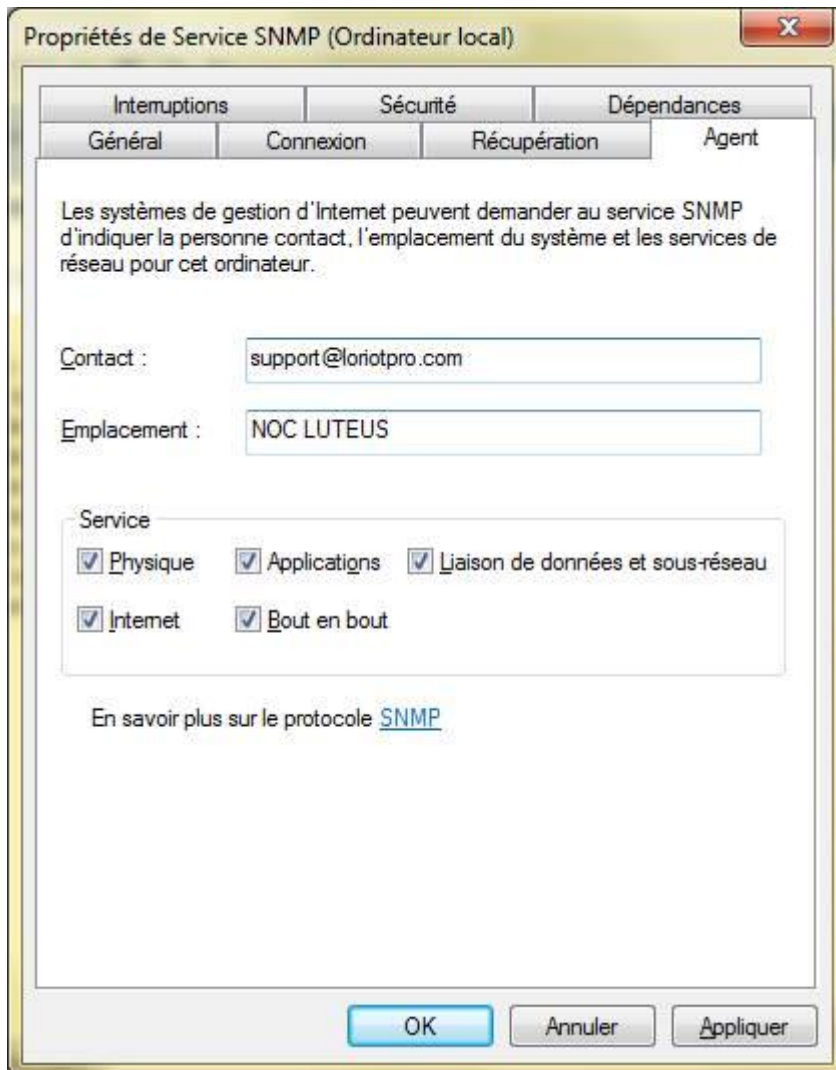 Propriétés de Service SNMP (Ordinateur local)
Interruptions Sécurité Dépendances
Général Connexion Récupération Agent
Les systèmes de gestion d'Internet peuvent demander au service SNMP
d'indiquer la personne contact, l'emplacement du système et les services de
réseau pour cet ordinateur.
Contact : support@loriotpro.com
Emplacement : NOC LUTEUS
Service
Physique Applications Liaison de données et sous-réseau
Internet Bout en bout
En savoir plus sur le protocole SNMP
OK Annuler Appliquer